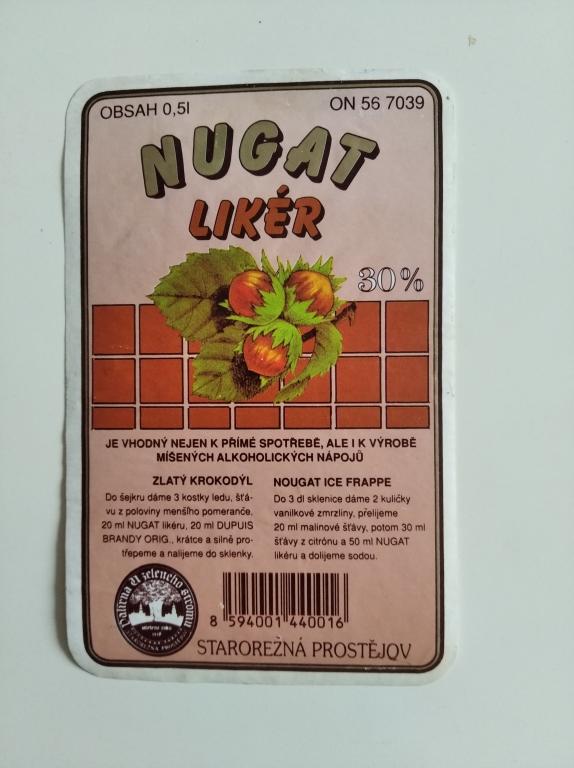 OBSAH 0,5l
ON 56 7039
NUGAT
LIKÉR
30%
JE VHODNÝ NEJEN K PŘÍMÉ SPOTŘEBĚ, ALE I K VÝROBĚ
MÍŠENÝCH ALKOHOLICKÝCH NÁPOJŮ
ZLATÝ KROKODÝL
Do šejkru dáme 3 kostky ledu, šťá-
vu z poloviny menšího pomeranče,
20 ml NUGAT likéru, 20 ml DUPUIS
BRANDY ORIG., krátce a silně pro-
třepeme a nalijeme do sklenky.
NOUGAT ICE FRAPPE
Do 3 dl sklenice dáme 2 kuličky
vanilkové zmrzliny, přelijeme
20 ml malinové šťávy, potom 30 ml
šťávy z citrónu a 50 ml NUGAT
likéru a dolijeme sodou.
Palírna U zeleného stromu
STAROREŽNÁ PROSTĚJOV
8 594001 440016
STAROREŽNÁ PROSTĚJOV